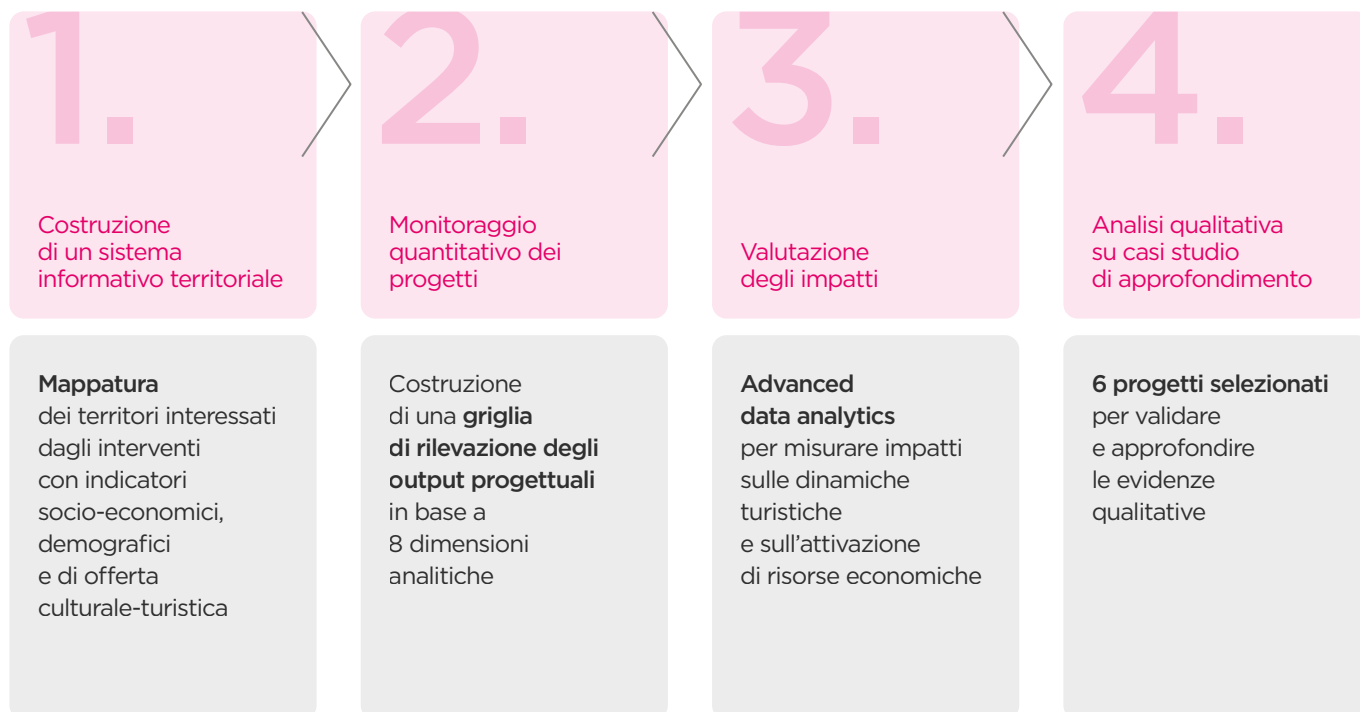 1.
Costruzione
di un sistema
informativo territoriale
Mappatura
dei territori interessati
dagli interventi
con indicatori
socio-economici,
demografici
e di offerta
culturale-turistica
2.
Monitoraggio
quantitativo dei
progetti
Costruzione
di una griglia
di rilevazione degli
output progettuali
in base a
8 dimensioni
analitiche
3.
Valutazione
degli impatti
Advanced
data analytics
per misurare impatti
sulle dinamiche
turistiche
e sull'attivazione
di risorse economiche
4.
Analisi qualitativa
su casi studio
di approfondimento
6 progetti selezionati
per validare
e approfondire
le evidenze
qualitative